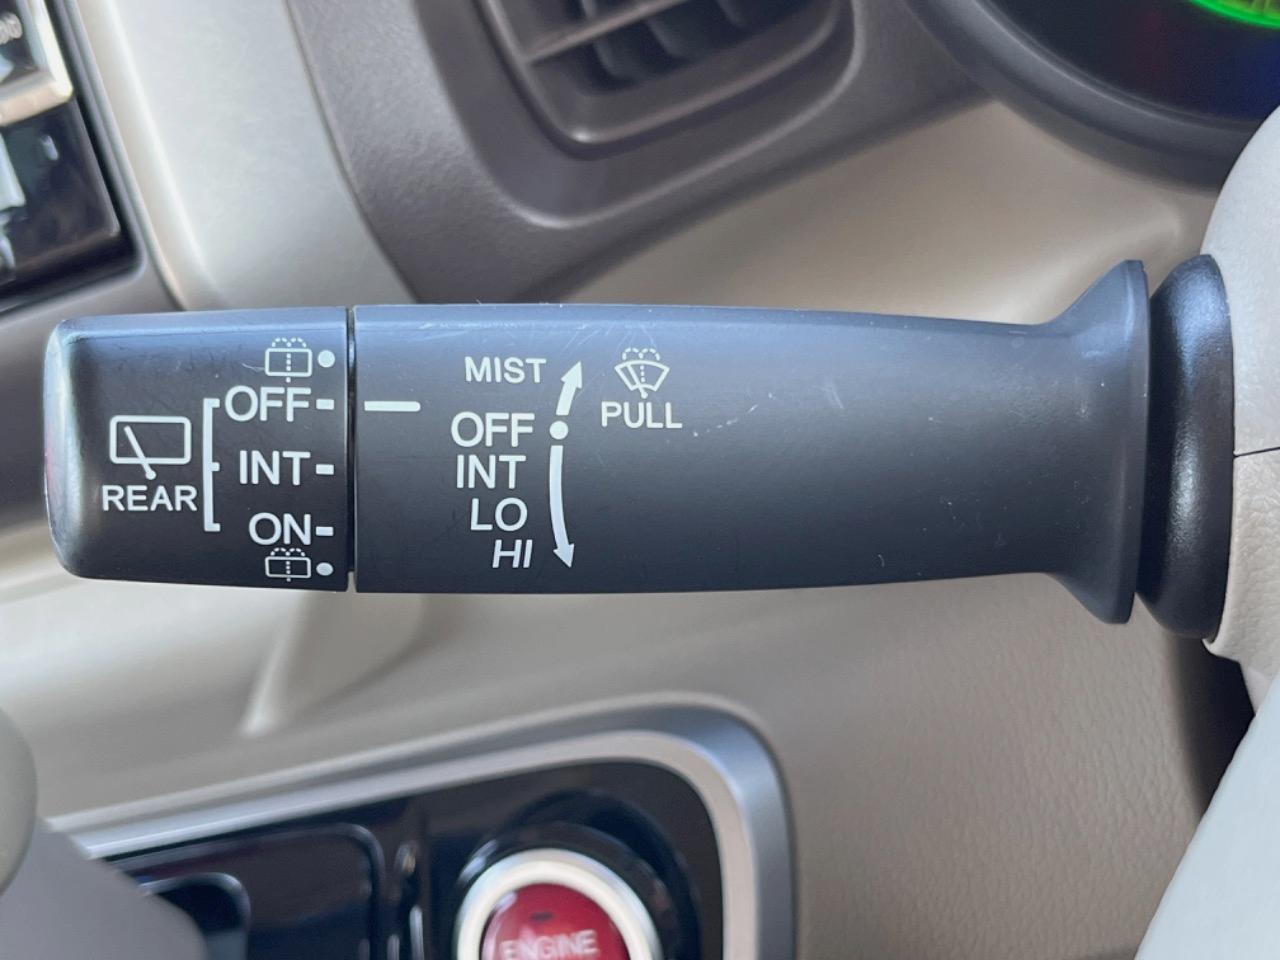 OFF
INT
ON
REAR
MIST
OFF
INT
LO
HI
PULL
ENGINE